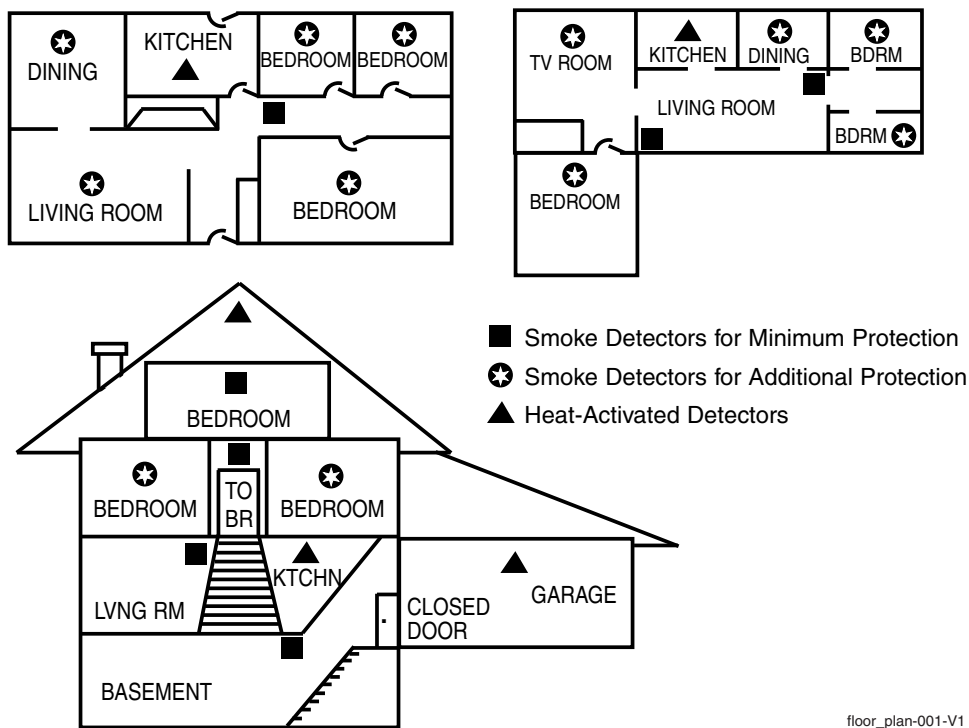 DINING
KITCHEN
BEDROOM
BEDROOM
LIVING ROOM
BEDROOM
TV ROOM
KITCHEN
DINING
BDRM
LIVING ROOM
BDRM
BEDROOM
Smoke Detectors for Minimum Protection
Smoke Detectors for Additional Protection
Heat-Activated Detectors
BEDROOM
BEDROOM
TO
BR
BEDROOM
LVNG RM
KTCHN
CLOSED
DOOR
GARAGE
BASEMENT
floor_plan-001-V1